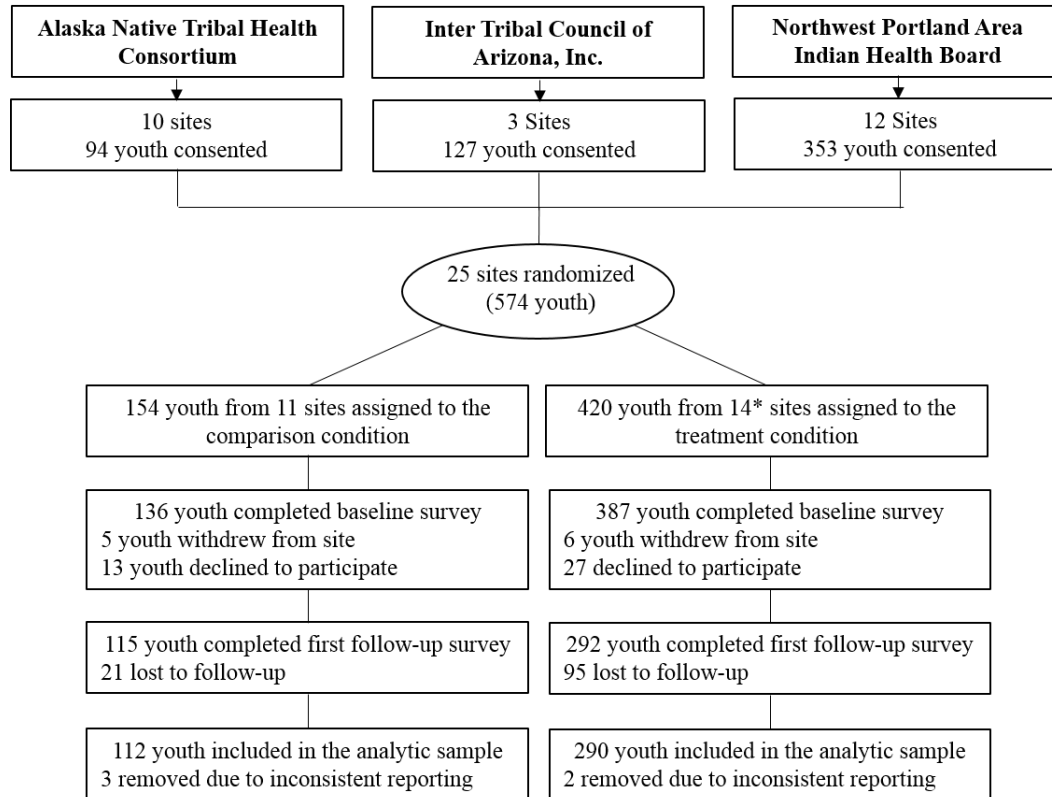 Alaska Native Tribal Health
Consortium
Inter Tribal Council of
Arizona, Inc.
Northwest Portland Area
Indian Health Board
10 sites
94 youth consented
3 Sites
127 youth consented
12 Sites
353 youth consented
25 sites randomized
(574 youth)
154 youth from 11 sites assigned to the
comparison condition
420 youth from 14* sites assigned to the
treatment condition
136 youth completed baseline survey
5 youth withdrew from site
13 youth declined to participate
387 youth completed baseline survey
6 youth withdrew from site
27 declined to participate
115 youth completed first follow-up survey
21 lost to follow-up
292 youth completed first follow-up survey
95 lost to follow-up
112 youth included in the analytic sample
3 removed due to inconsistent reporting
290 youth included in the analytic sample
2 removed due to inconsistent reporting